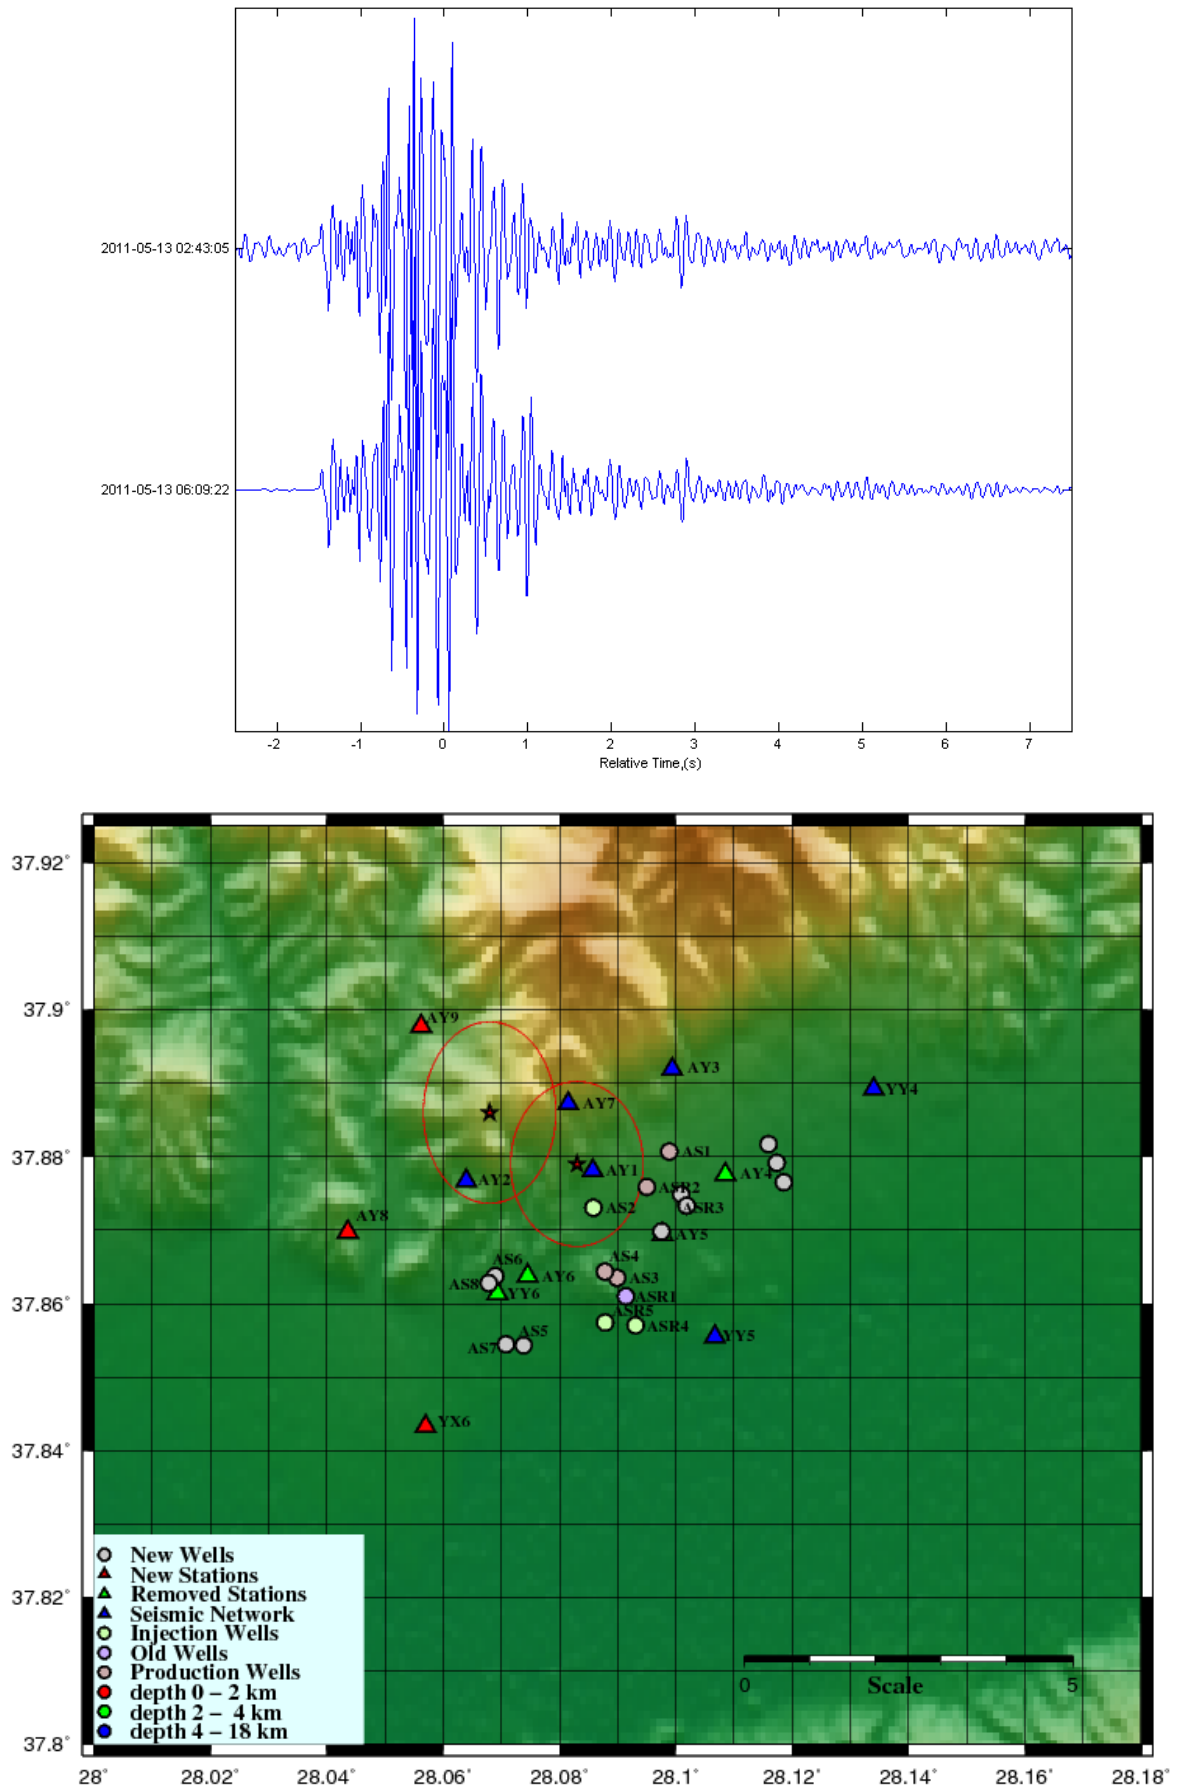 2011-05-13 02:43:05
2011-05-13 06:09:22
-2 -1 0 1 2 3 4 5 6 7
Relative Time,(s)
37.92°
37.9°
37.88°
37.86°
37.84°
37.82°
37.8°
AY9
AY3
AY7
YY4
AS1
AY2
AY1
AY4
ASR2
AS2
ASR3
AY8
AY5
AS6
AS4
AS8
AY6
AS3
YY6
ASR1
ASR5
ASR4
AS5
YY5
AS7
YX6
New Wells
New Stations
Removed Stations
Seismic Network
Injection Wells
Old Wells
Production Wells
depth 0 – 2 km
depth 2 – 4 km
depth 4 – 18 km
0 Scale 5
28° 28.02° 28.04° 28.06° 28.08° 28.1° 28.12° 28.14° 28.16° 28.18°